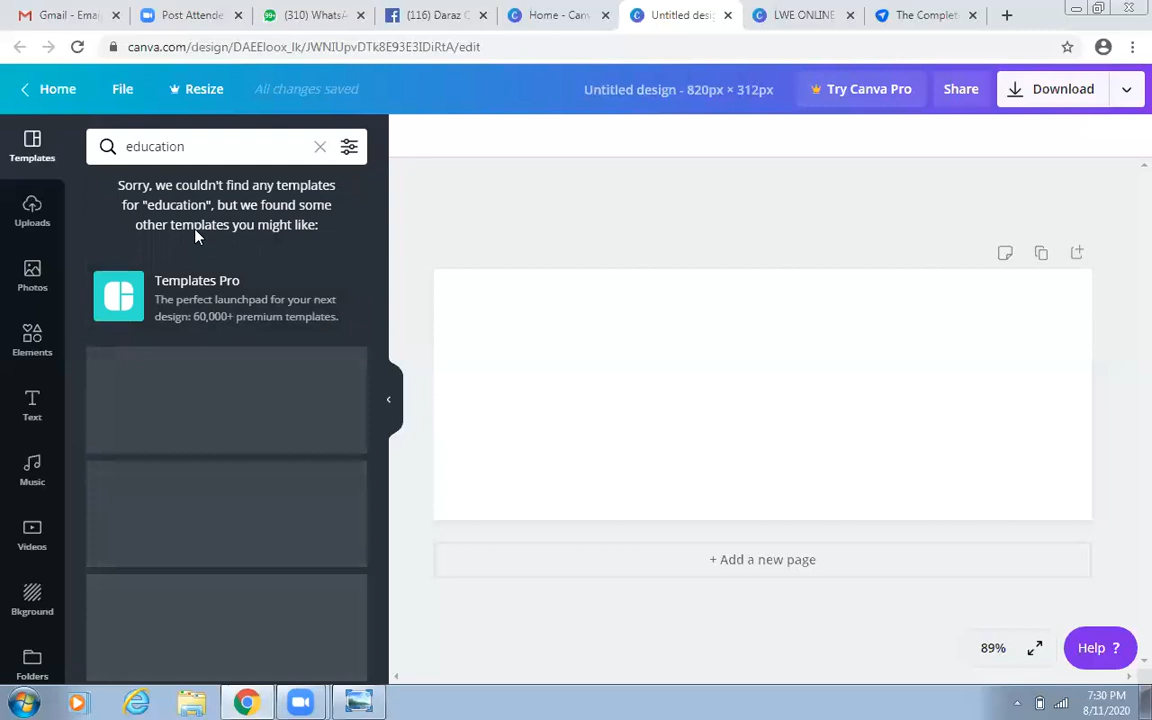 Gmail - Emai
Post Attende
(310) WhatsA
(116) Daraz C
Home - Canv
Untitled desi
LWE ONLINE
The Complet
canva.com/design/DAEEloox_lk/JWNIUpvDTk8E93E3IDiRtA/edit
Home
File
Resize
All changes saved
Untitled design - 820px × 312px
Try Canva Pro
Share
Download
Templates
education
Sorry, we couldn't find any templates
for "education", but we found some
other templates you might like:
Uploads
Templates Pro
The perfect launchpad for your next
design: 60,000+ premium templates.
Photos
Elements
Text
Music
Videos
Bkground
Folders
+ Add a new page
89%
Help ?
99+
7:30 PM
8/11/2020